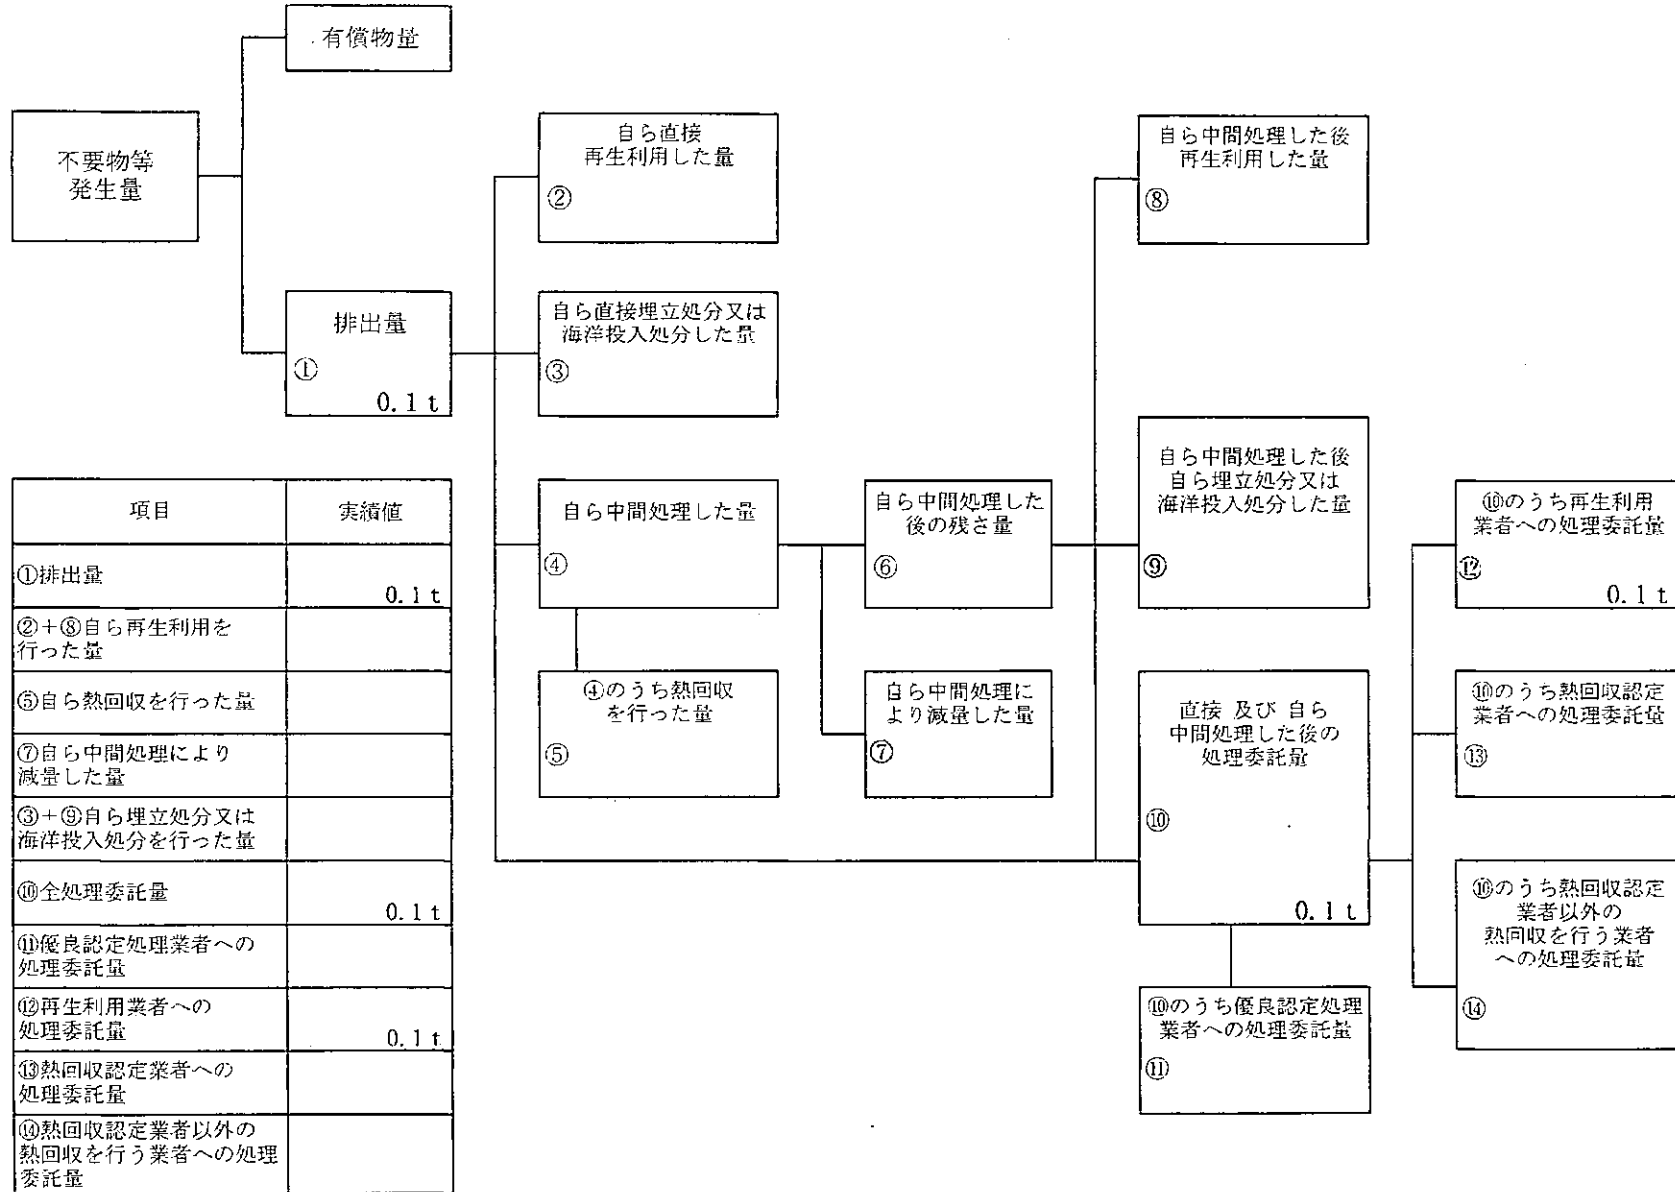 有償物量
不要物等
発生量
排出量
①
0.1 t
自ら直接
再生利用した量
②
自ら直接埋立処分又は
海洋投入処分した量
③
自ら中間処理した量
④
④のうち熱回収
を行った量
⑤
自ら中間処理した
後の残さ量
⑥
自ら中間処理に
より減量した量
⑦
自ら中間処理した後
再生利用した量
⑧
自ら中間処理した後
自ら埋立処分又は
海洋投入処分した量
⑨
直接 及び 自ら
中間処理した後の
処理委託量
⑩
0.1 t
⑩のうち優良認定処理
業者への処理委託量
⑪
⑩のうち再生利用
業者への処理委託量
⑫
0.1 t
⑩のうち熱回収認定
業者への処理委託量
⑬
⑩のうち熱回収認定
業者以外の
熱回収を行う業者
への処理委託量
⑭
項目 実績値
①排出量
0.1 t
②+⑧自ら再生利用を
行った量
⑤自ら熱回収を行った量
⑦自ら中間処理により
減量した量
③+⑨自ら埋立処分又は
海洋投入処分を行った量
⑩全処理委託量
0.1 t
⑪優良認定処理業者への
処理委託量
⑫再生利用業者への
処理委託量
0.1 t
⑬熱回収認定業者への
処理委託量
⑭熱回収認定業者以外の
熱回収を行う業者への処理
委託量